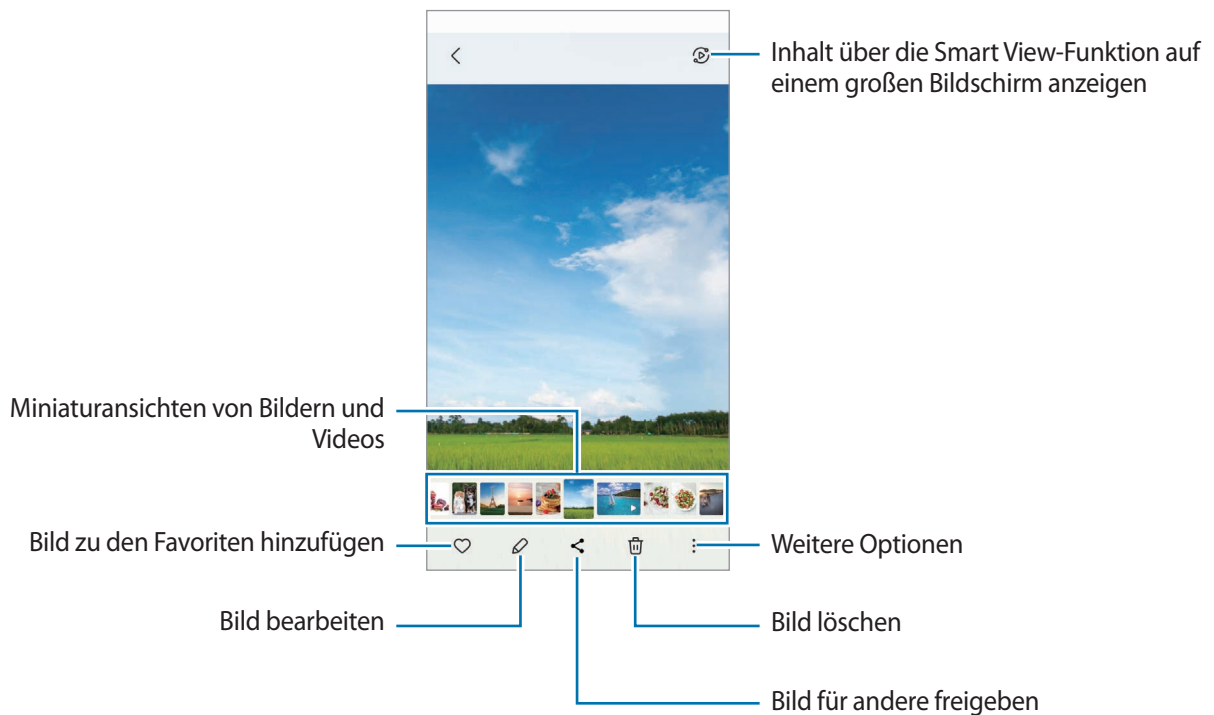 Inhalt über die Smart View-Funktion auf
einem großen Bildschirm anzeigen
Miniaturansichten von Bildern und
Videos
Bild zu den Favoriten hinzufügen
Weitere Optionen
Bild bearbeiten
Bild löschen
Bild für andere freigeben